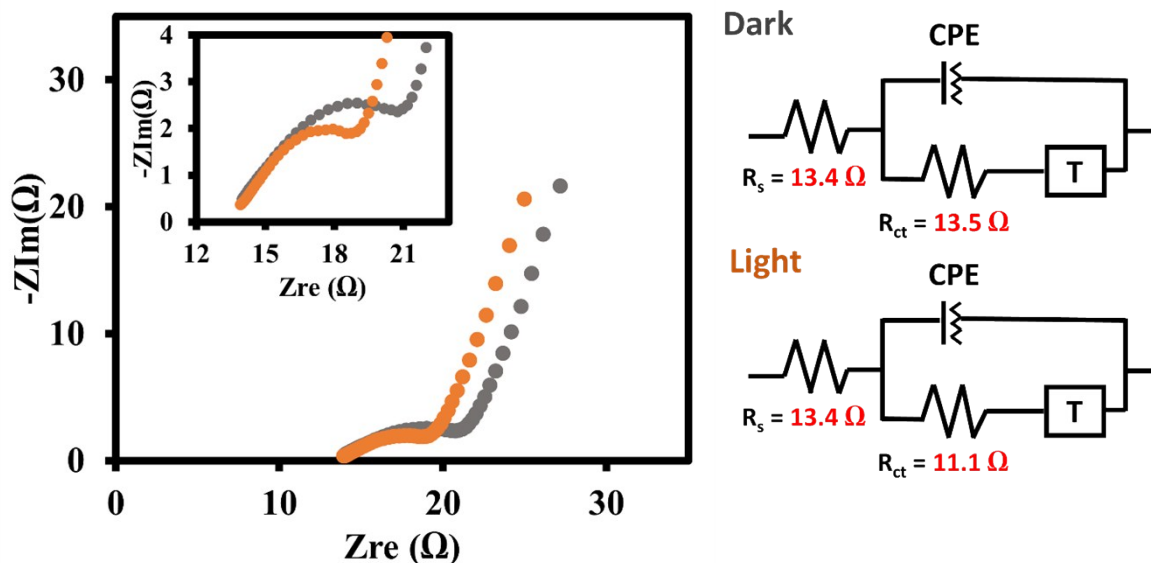 -ZIm(Ω)
30
20
10
0
0
10
20
30
Zre (Ω)
-ZIm(Ω)
4
3
2
1
0
12
15
18
21
Zre (Ω)
Dark
CPE
T
Rs = 13.4 Ω
Rct = 13.5 Ω
Light
CPE
T
Rs = 13.4 Ω
Rct = 11.1 Ω